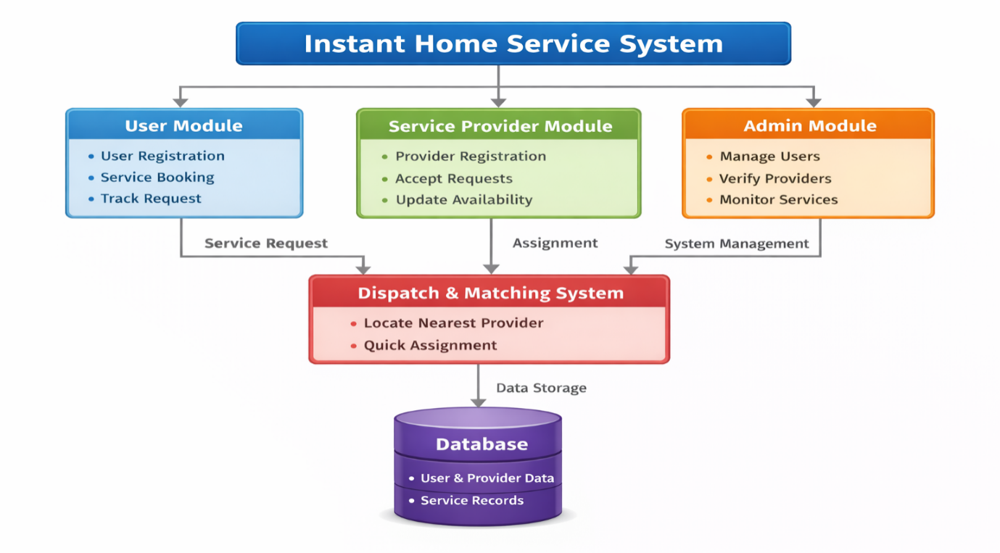 Instant Home Service System
User Module
• User Registration
• Service Booking
• Track Request
Service Provider Module
• Provider Registration
• Accept Requests
• Update Availability
Admin Module
• Manage Users
• Verify Providers
• Monitor Services
Service Request
Assignment
System Management
Dispatch & Matching System
• Locate Nearest Provider
• Quick Assignment
Data Storage
Database
• User & Provider Data
• Service Records